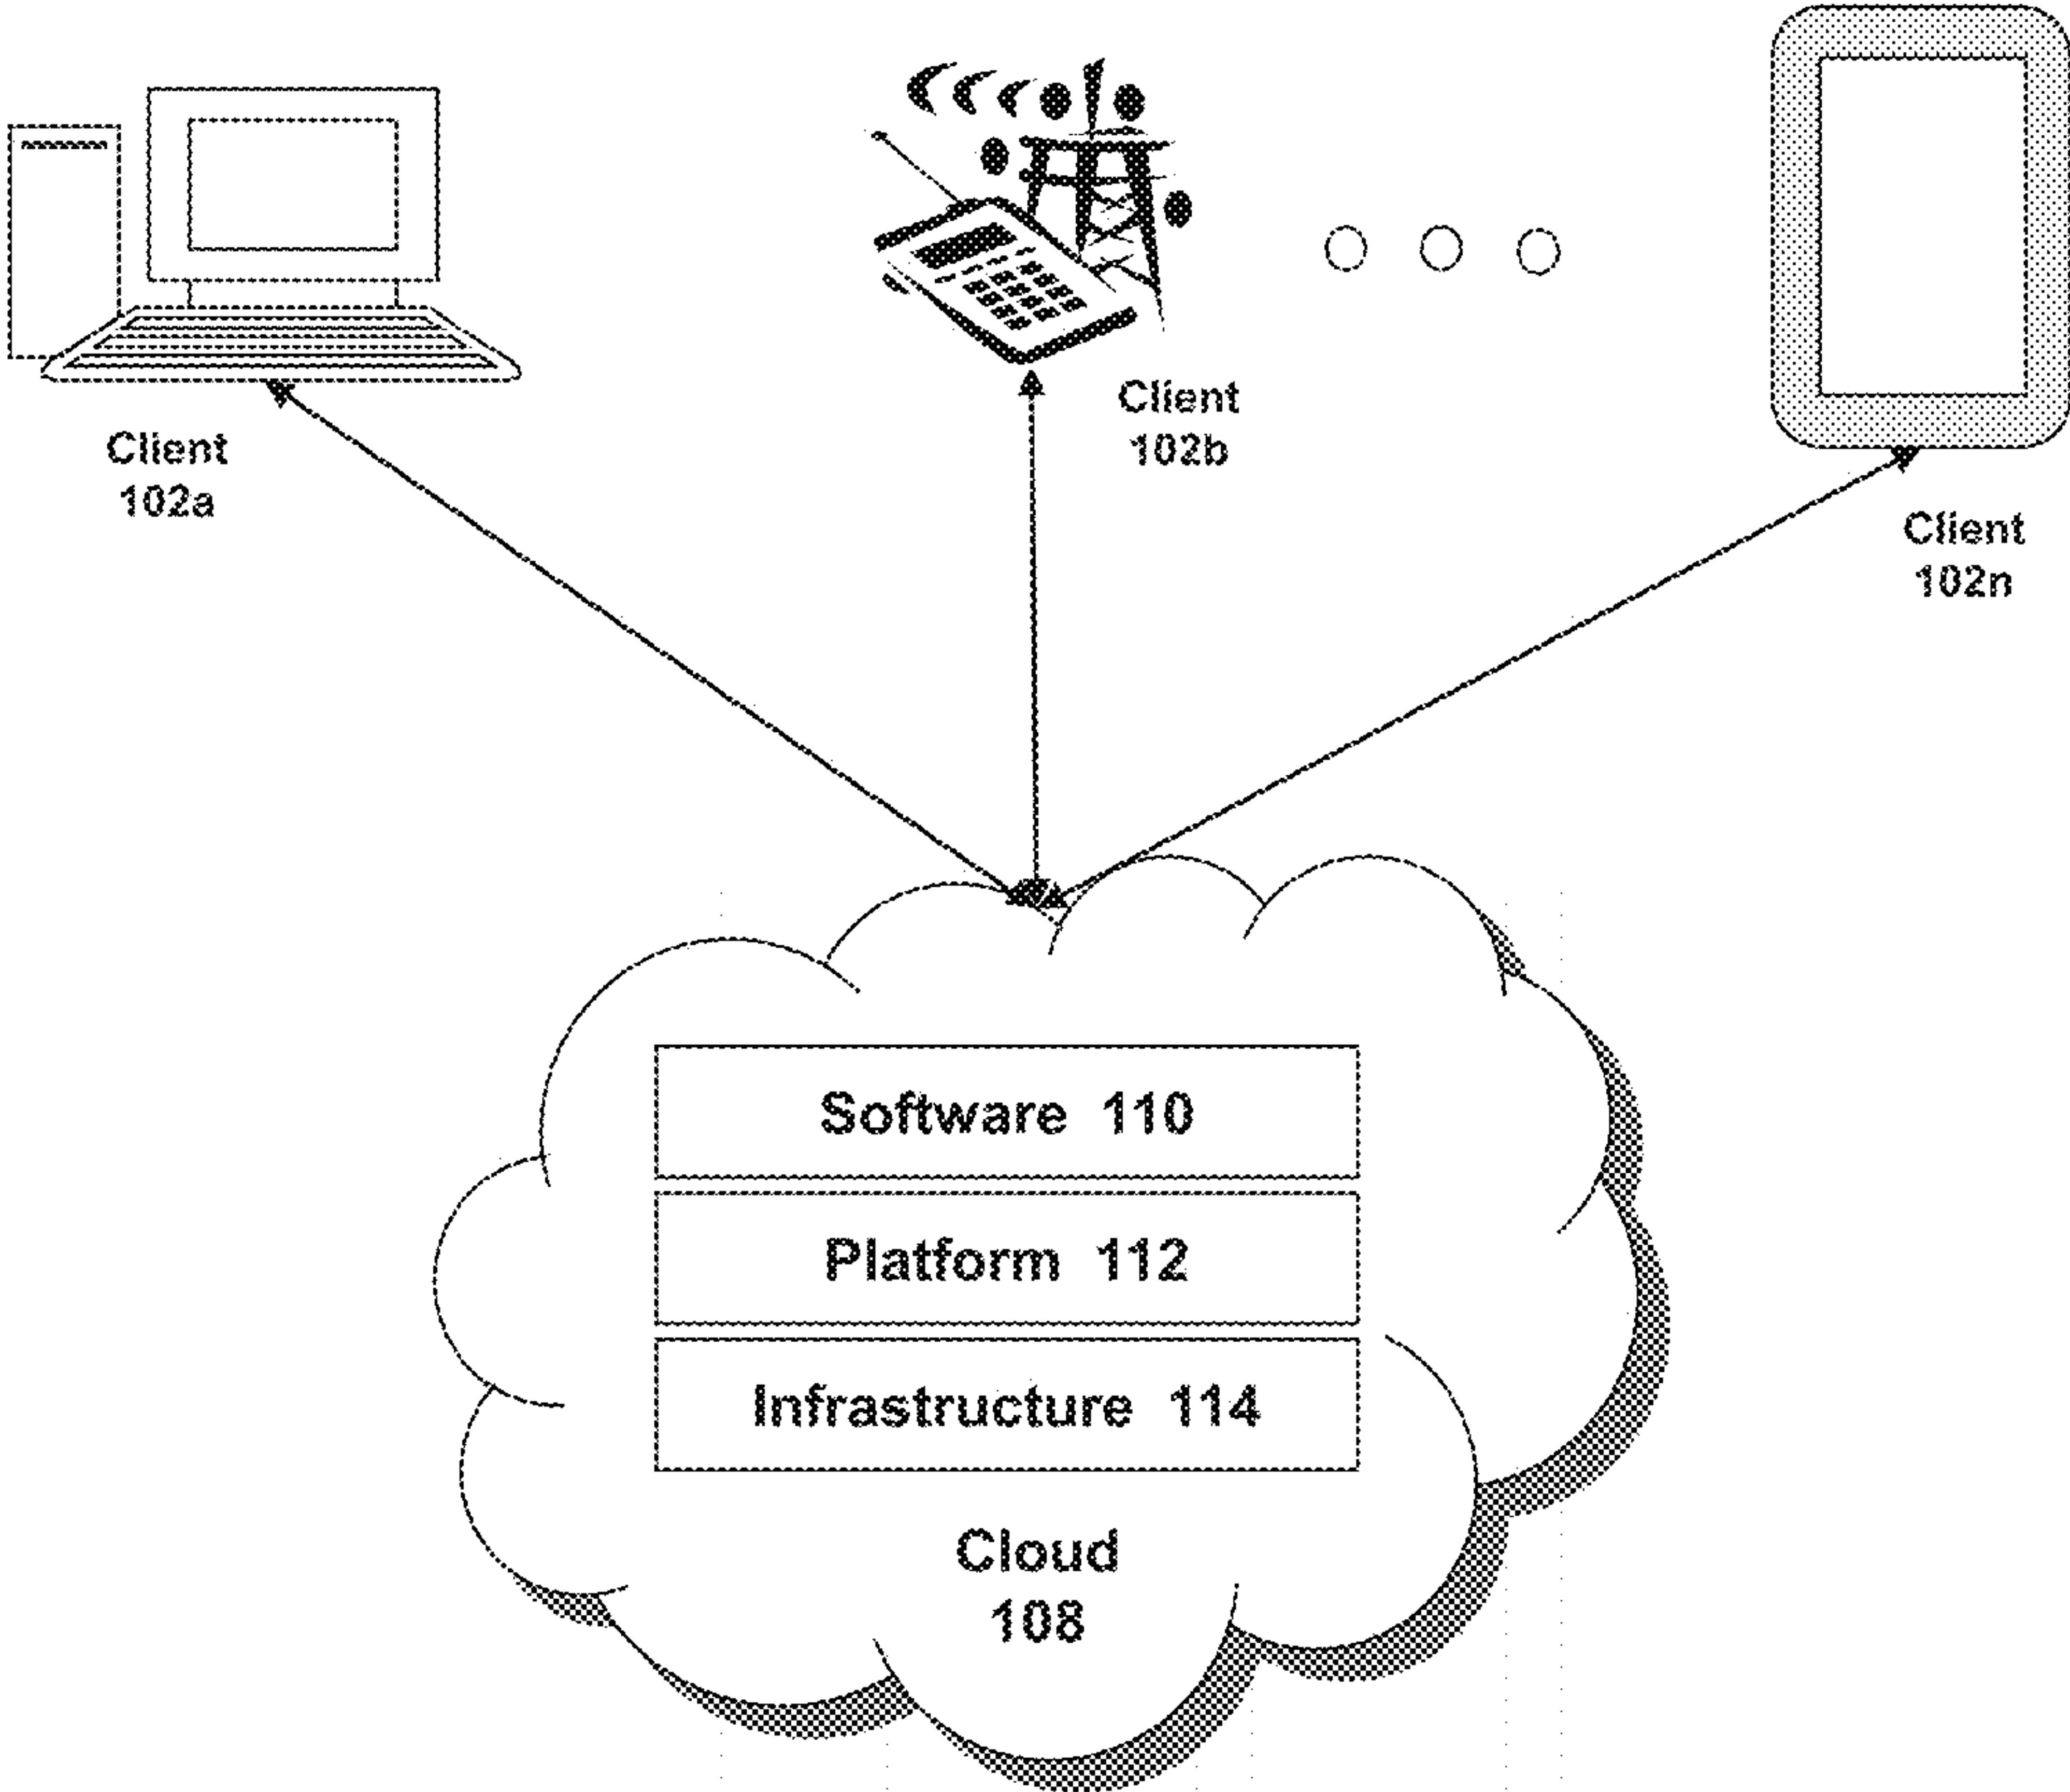 Client
102a
Client
102b
Client
102n
Software 110
Platform 112
Infrastructure 114
Cloud
108